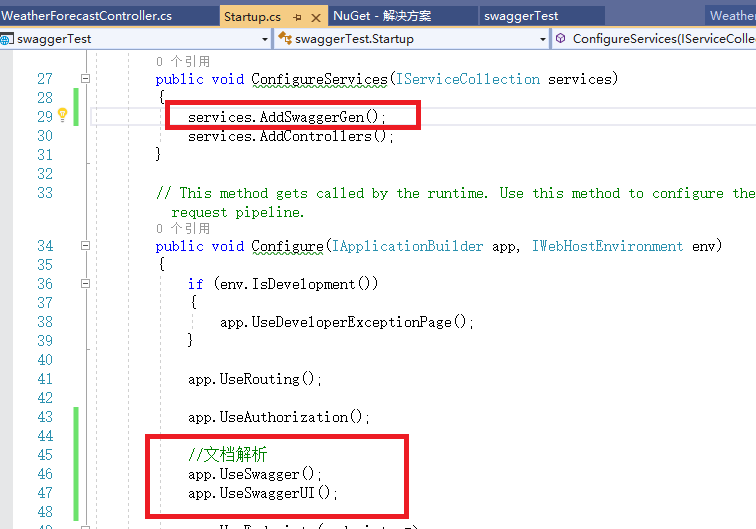 WeatherForecastController.cs Startup.cs NuGet - 解决方案 swaggerTest Weather
swaggerTest swaggerTest.Startup ConfigureServices(IServiceCollec
0 个引用
27 public void ConfigureServices(IServiceCollection services)
28 {
29 services.AddSwaggerGen();
30 services.AddControllers();
31 }
32
33 // This method gets called by the runtime. Use this method to configure the
request pipeline.
0 个引用
34 public void Configure(IApplicationBuilder app, IWebHostEnvironment env)
35 {
36 if (env.IsDevelopment())
37 {
38 app.UseDeveloperExceptionPage();
39 }
40
41 app.UseRouting();
42
43 app.UseAuthorization();
44
45 //文档解析
46 app.UseSwagger();
47 app.UseSwaggerUI();
48